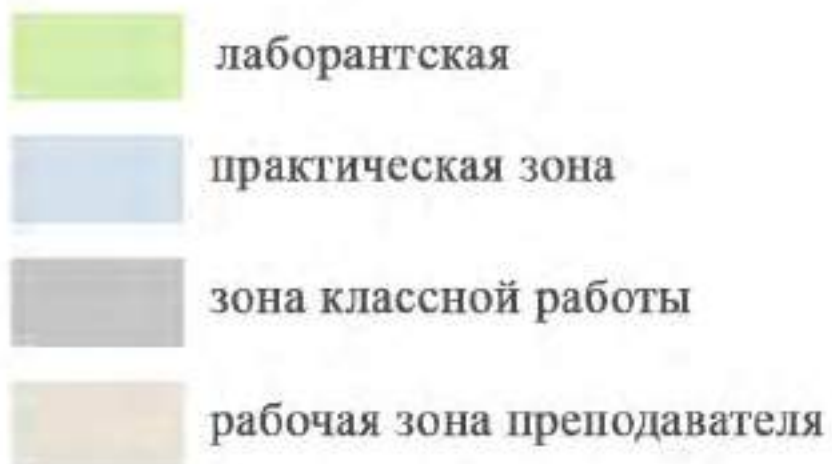 лаборантская
практическая зона
зона классной работы
рабочая зона преподавателя